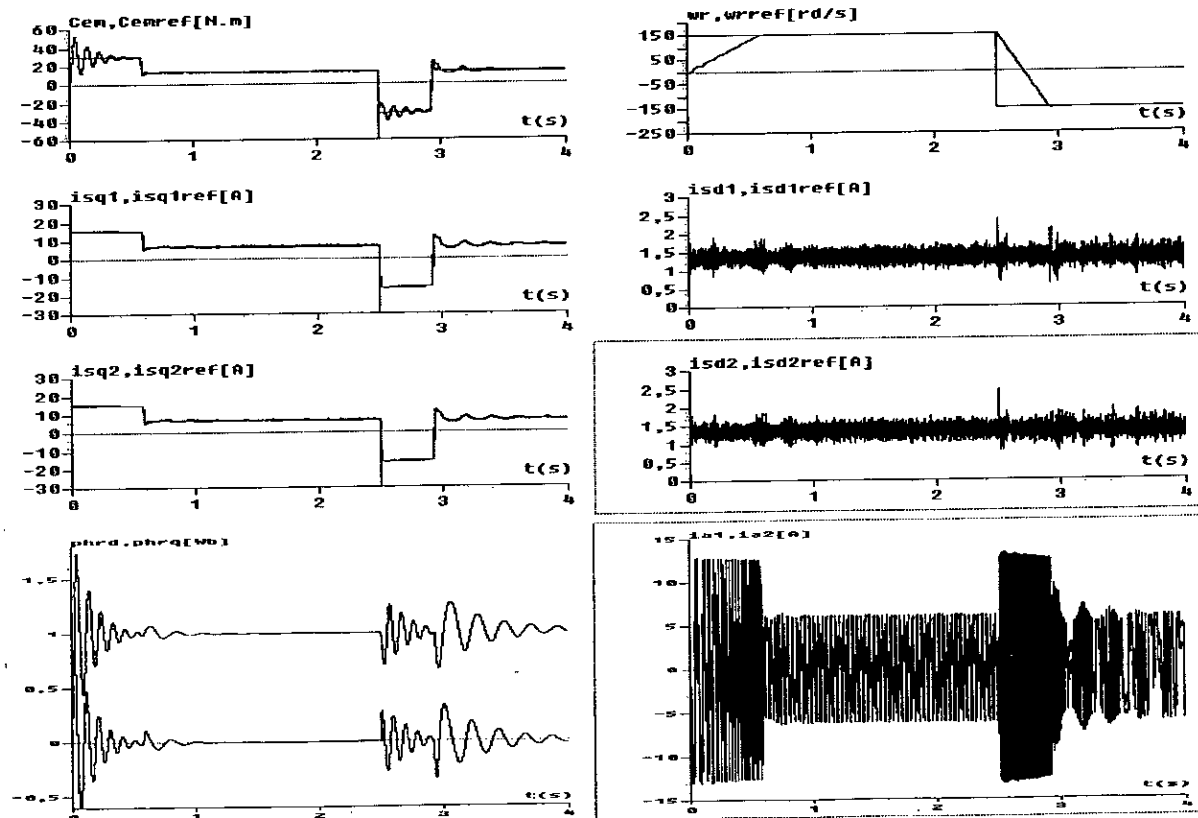 Cem,Cemref[N.m]
60
40
20
0
-20
-40
-60
t(s)
0 1 2 3 4
wr,wrref[rd/s]
150
50
-50
-150
-250
t(s)
0 1 2 3 4
isq1,isq1ref[A]
30
20
10
0
-10
-20
-30
t(s)
0 1 2 3 4
isd1,isd1ref[A]
3
2,5
2
1,5
1
0,5
0
t(s)
0 1 2 3 4
isq2,isq2ref[A]
30
20
10
0
-10
-20
-30
t(s)
0 1 2 3 4
isd2,isd2ref[A]
3
2,5
2
1,5
1
0,5
0
t(s)
0 1 2 3 4
phrd,phrq[Wb]
1,5
1
0,5
0
-0,5
t(s)
0 1 2 3 4
ia1,ia2[A]
15
10
5
0
-5
-10
-15
t(s)
0 1 2 3 4